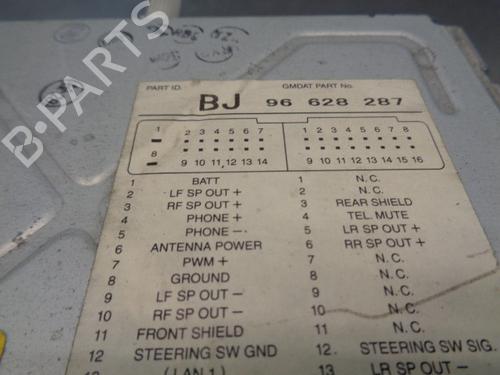 B-PARTS
PART ID. GMDAT PART No.
BJ 96 628 287
1 2 3 4 5 6 7 1 2 3 4 5 6 7 8
8 9 10 11 12 13 14 9 10 11 12 13 14 15 16
1 BATT 1 N.C.
2 LF SP OUT + 2 N.C.
3 RF SP OUT + 3 REAR SHIELD
4 PHONE + 4 TEL. MUTE
5 PHONE − 5 LR SP OUT +
6 ANTENNA POWER 6 RR SP OUT +
7 PWM + 7 N.C.
8 GROUND 8 N.C.
9 LF SP OUT − 9 N.C.
10 RF SP OUT − 10 N.C.
11 FRONT SHIELD 11 N.C.
12 STEERING SW GND 12. STEERING SW SIG.
(LAN 1) 13 LR SP OUT −